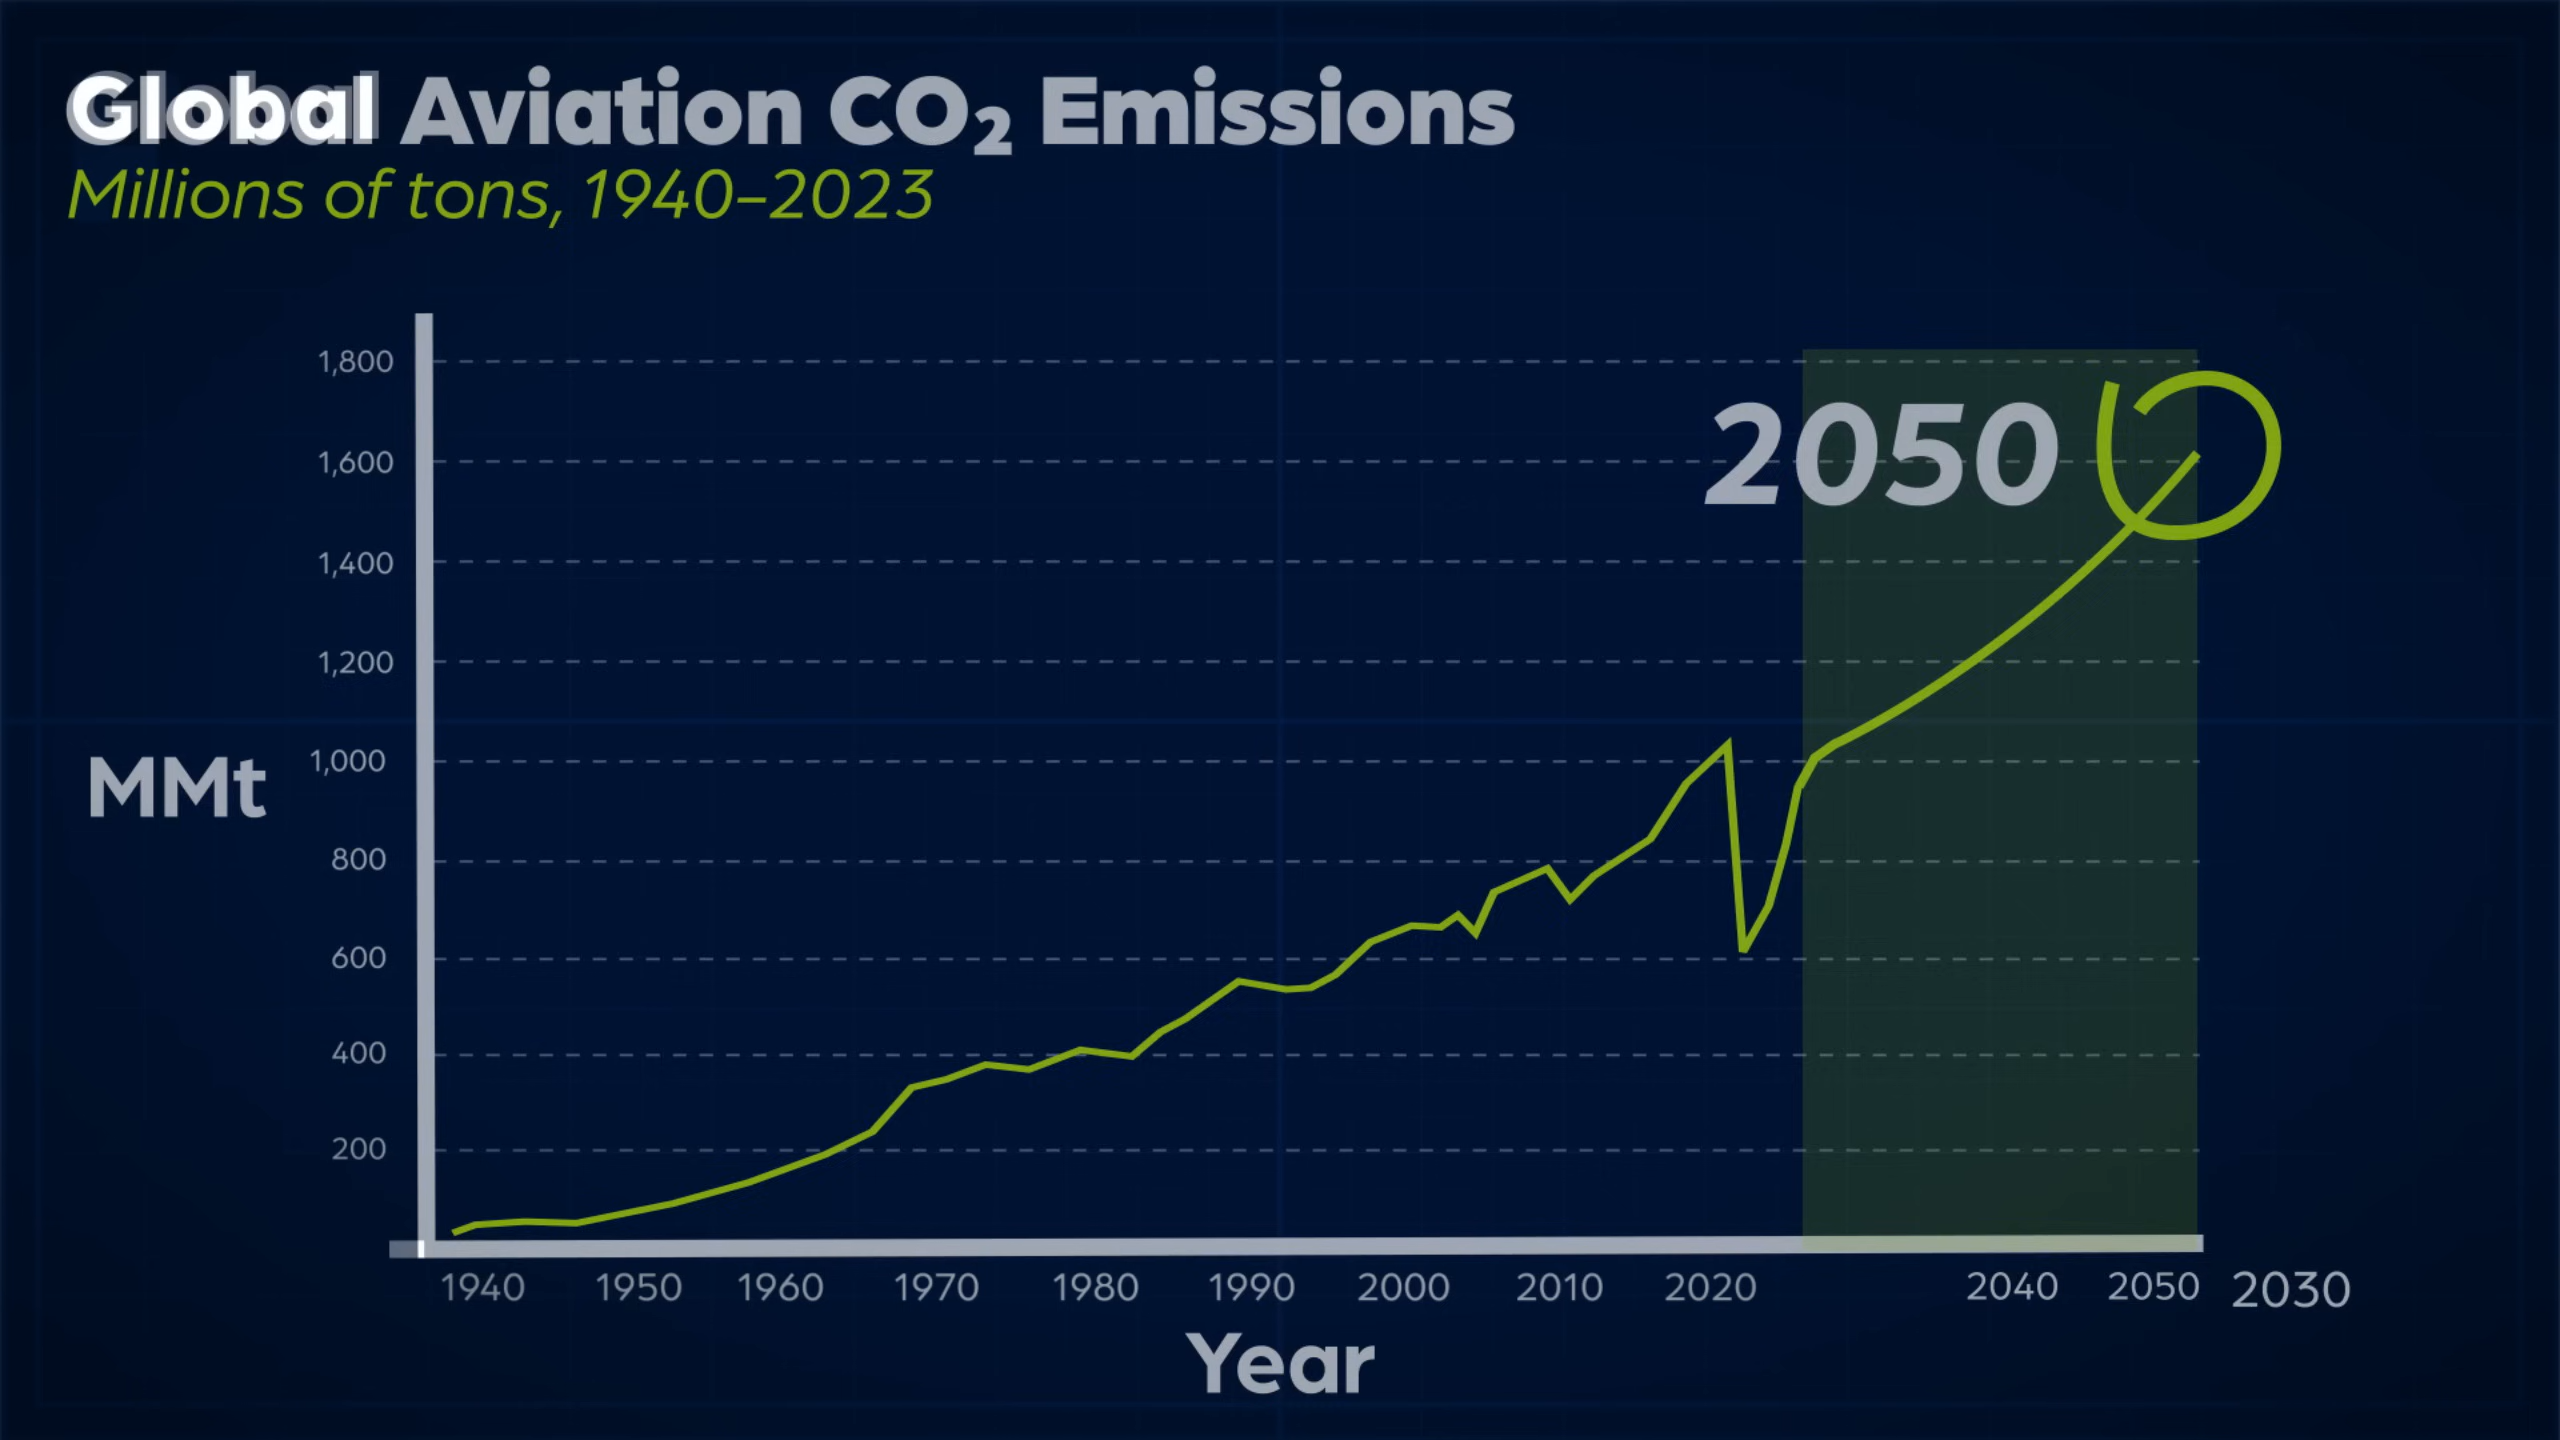 Global Aviation CO₂ Emissions
Millions of tons, 1940–2023
1,800
1,600
1,400
1,200
1,000
800
600
400
200
MMt
2050
1940 1950 1960 1970 1980 1990 2000 2010 2020 2040 2050 2030
Year